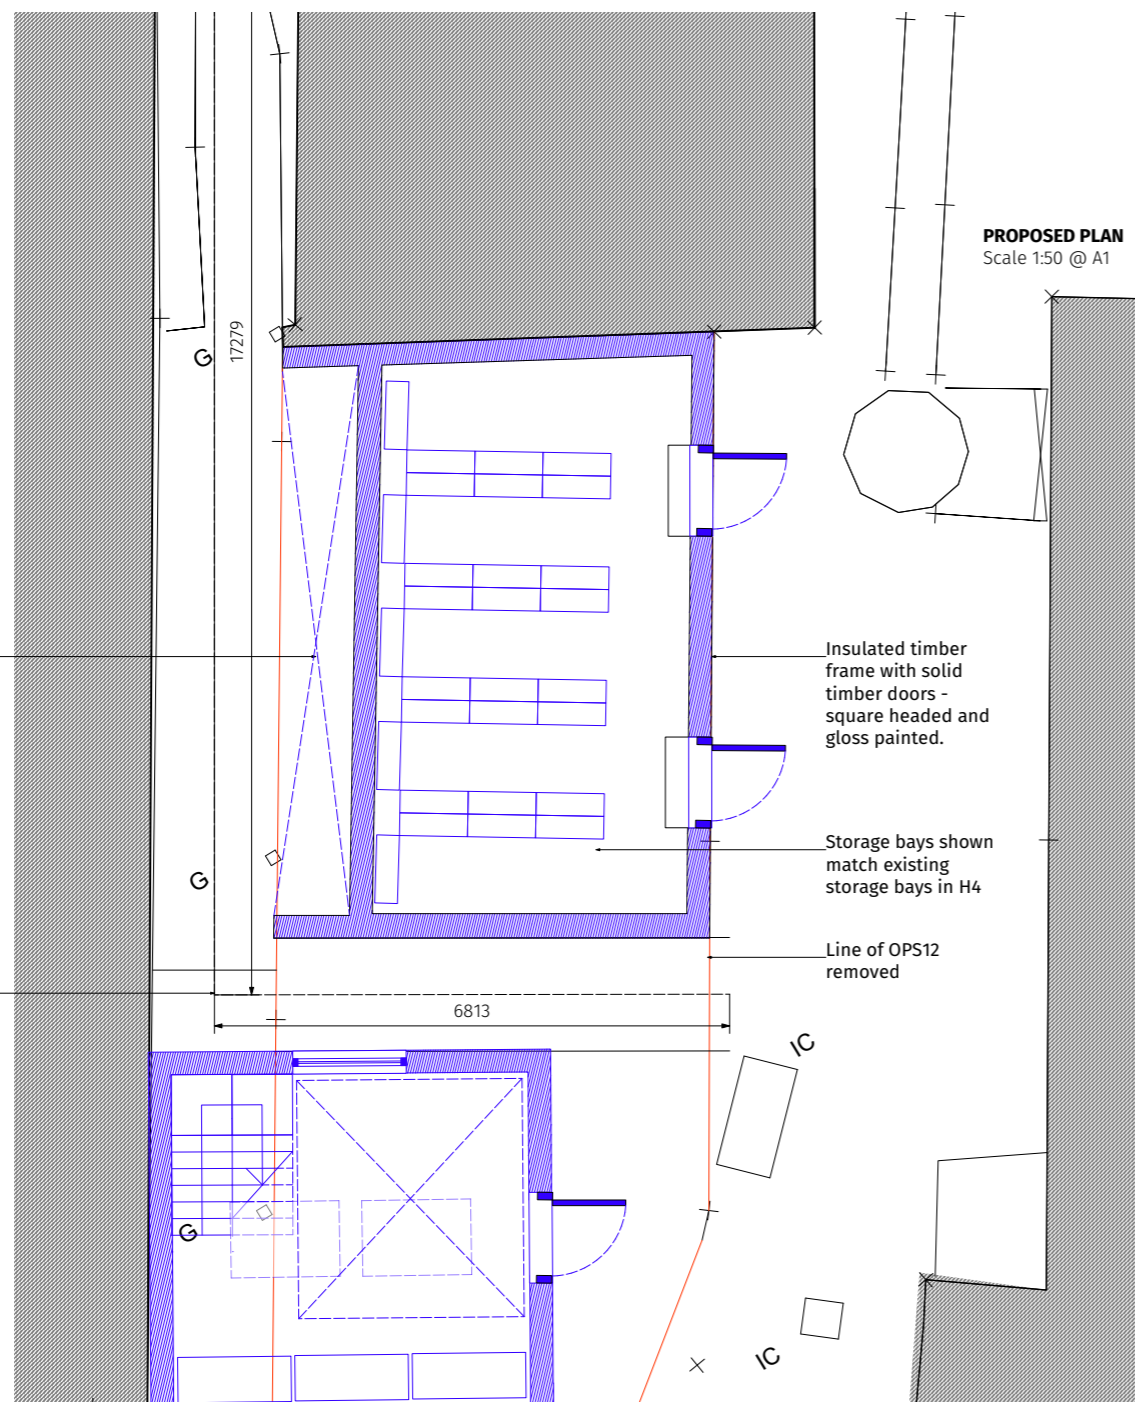 PROPOSED PLAN
Scale 1:50 @ A1
17279
G
Insulated timber
frame with solid
timber doors -
square headed and
gloss painted.
Storage bays shown
match existing
storage bays in H4
G
Line of OPS12
removed
6813
IC
G
IC